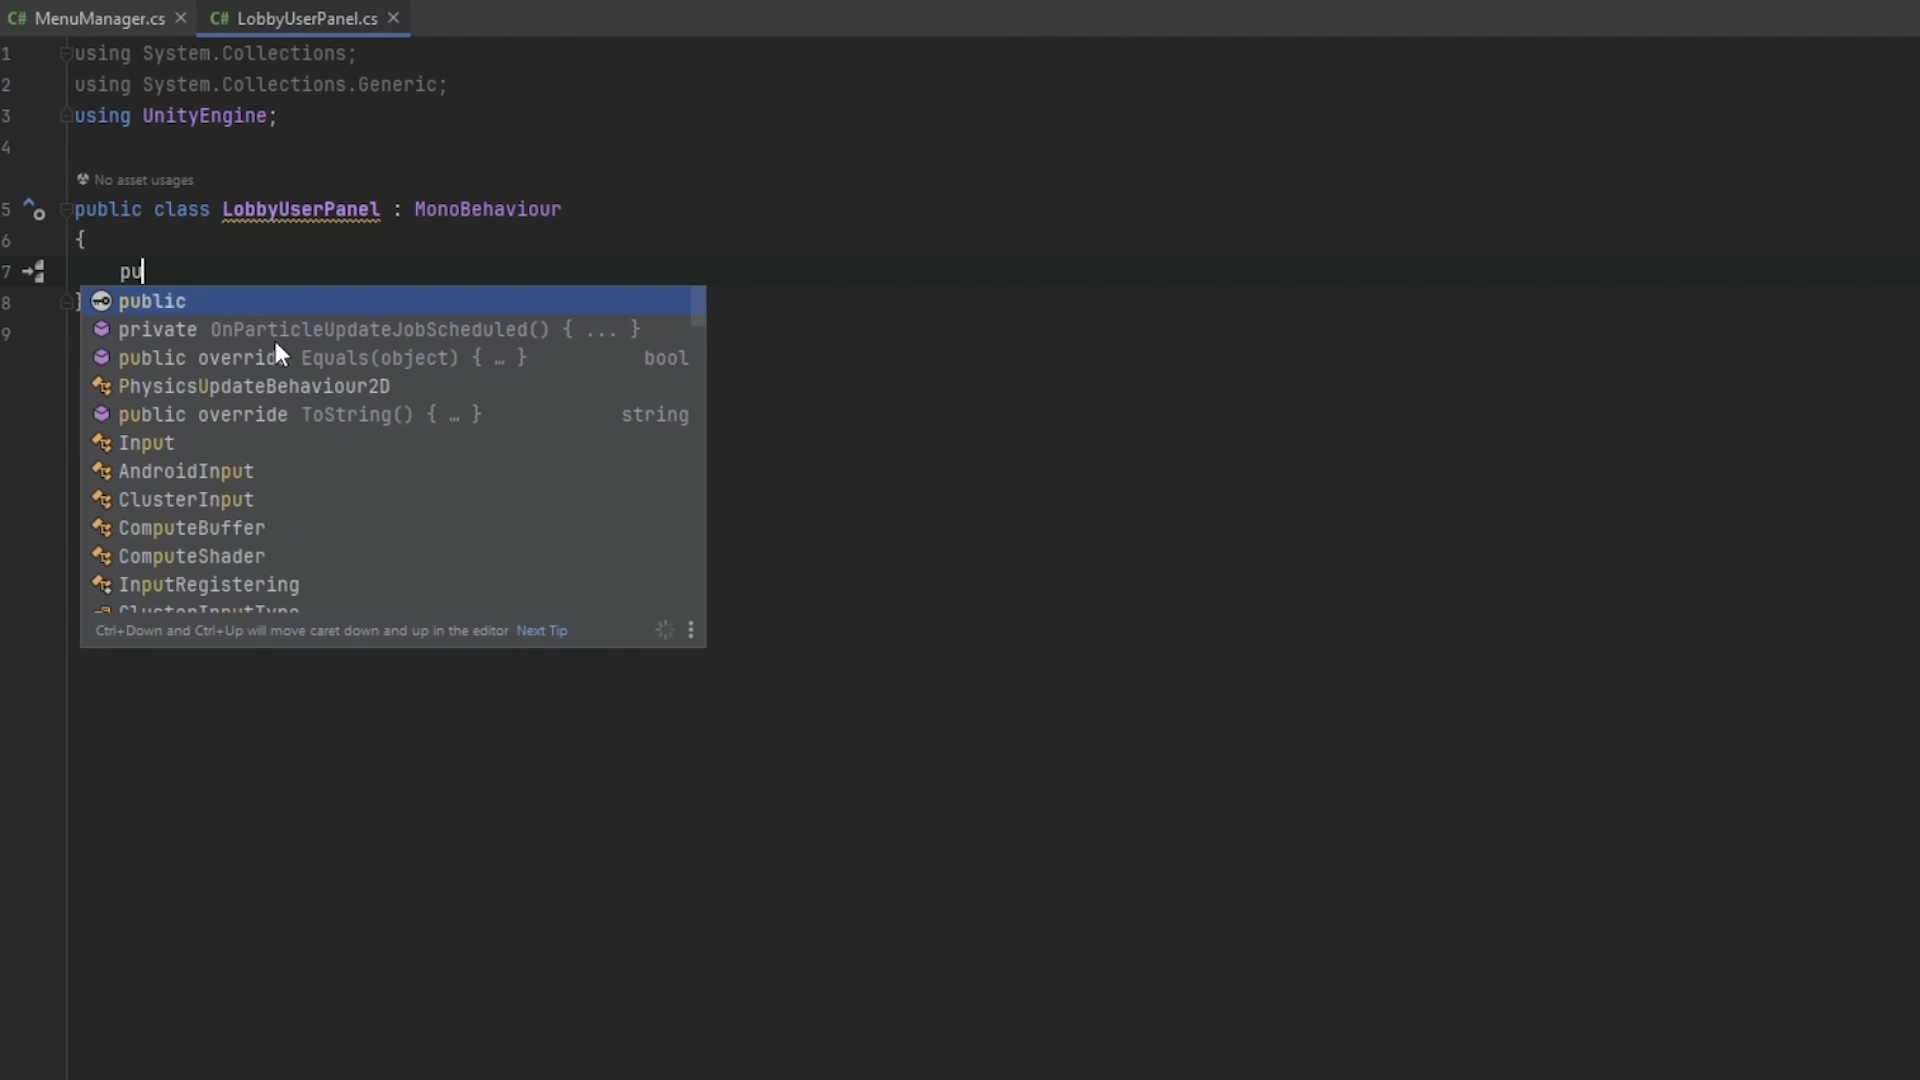 C# MenuManager.cs × C# LobbyUserPanel.cs ×
1 using System.Collections;
2 using System.Collections.Generic;
3 using UnityEngine;
4
No asset usages
5 public class LobbyUserPanel : MonoBehaviour
6 {
7 pu
8 }
9
public
private OnParticleUpdateJobScheduled() { ... }
public override Equals(object) { … } bool
PhysicsUpdateBehaviour2D
public override ToString() { … } string
Input
AndroidInput
ClusterInput
ComputeBuffer
ComputeShader
InputRegistering
ClusterInputType
Ctrl+Down and Ctrl+Up will move caret down and up in the editor Next Tip